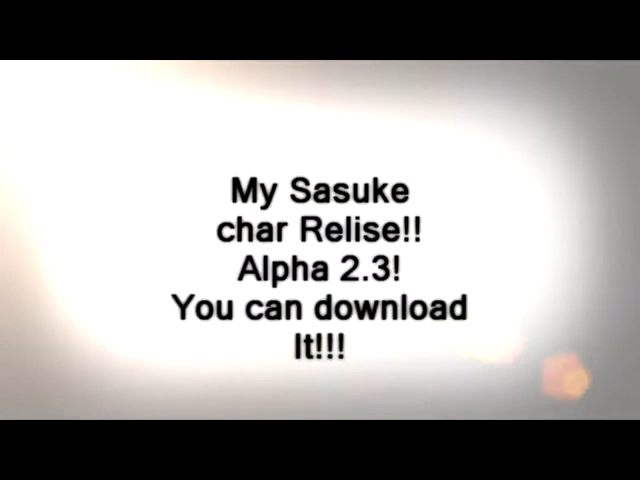 My Sasuke
char Relise!!
Alpha 2.3!
You can download
It!!!